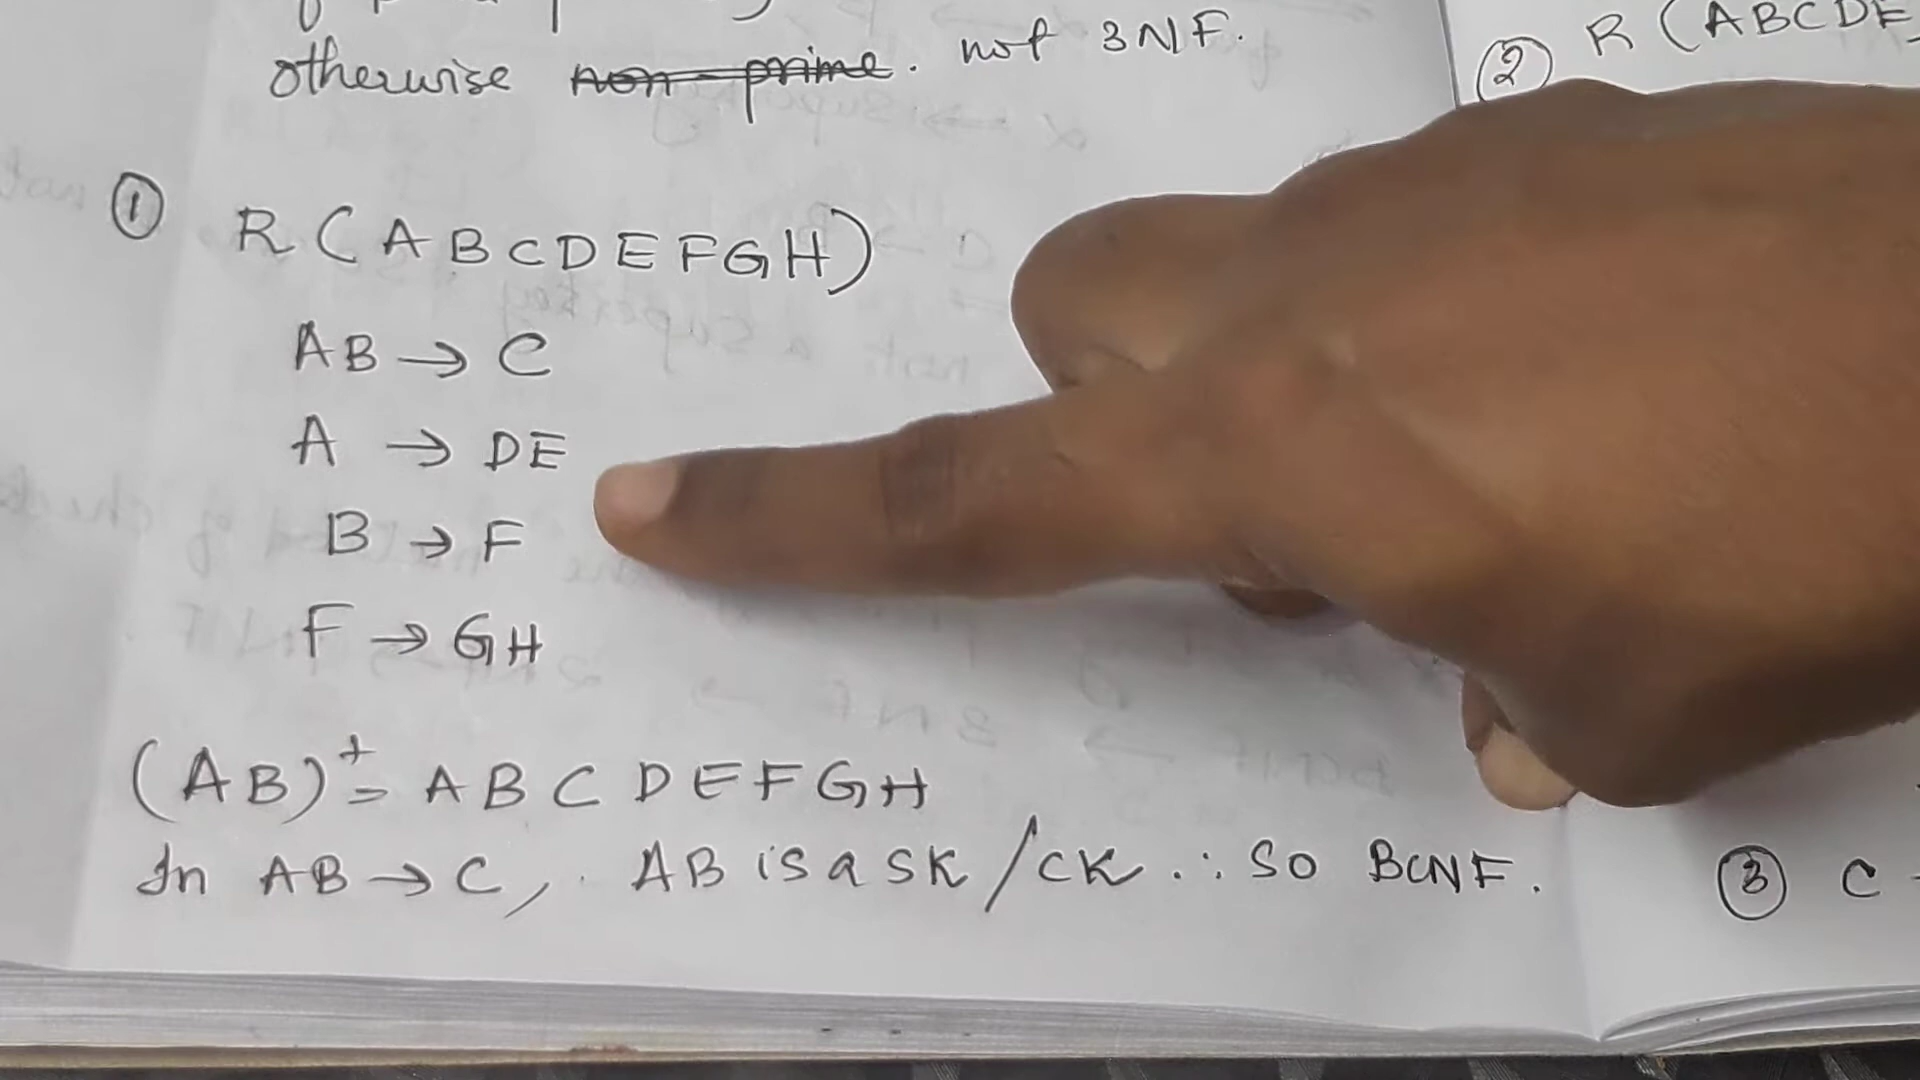 otherwise non-prime. not 3NF.
① R(ABCDEFGH)
AB → C
A → DE
B → F
F → GH
(AB)⁺ = ABCDEFGH
In AB → C, AB is a SK/CK ∴ So BCNF.
② R(ABCDE
③ C